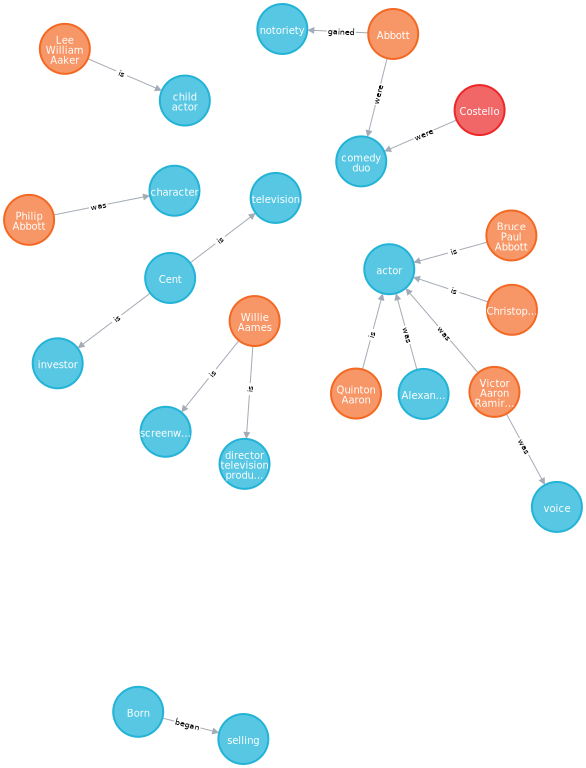 notoriety
gained
Abbott
Lee
William
Aaker
is
child
actor
were
Costello
were
comedy
duo
Philip
Abbott
was
character
television
is
Cent
is
investor
Bruce
Paul
Abbott
is
actor
is
Christop...
Willie
Aames
is
is
screenw...
director
television
produ...
is
was
was
Quinton
Aaron
Alexan...
Victor
Aaron
Ramir...
was
voice
Born
began
selling